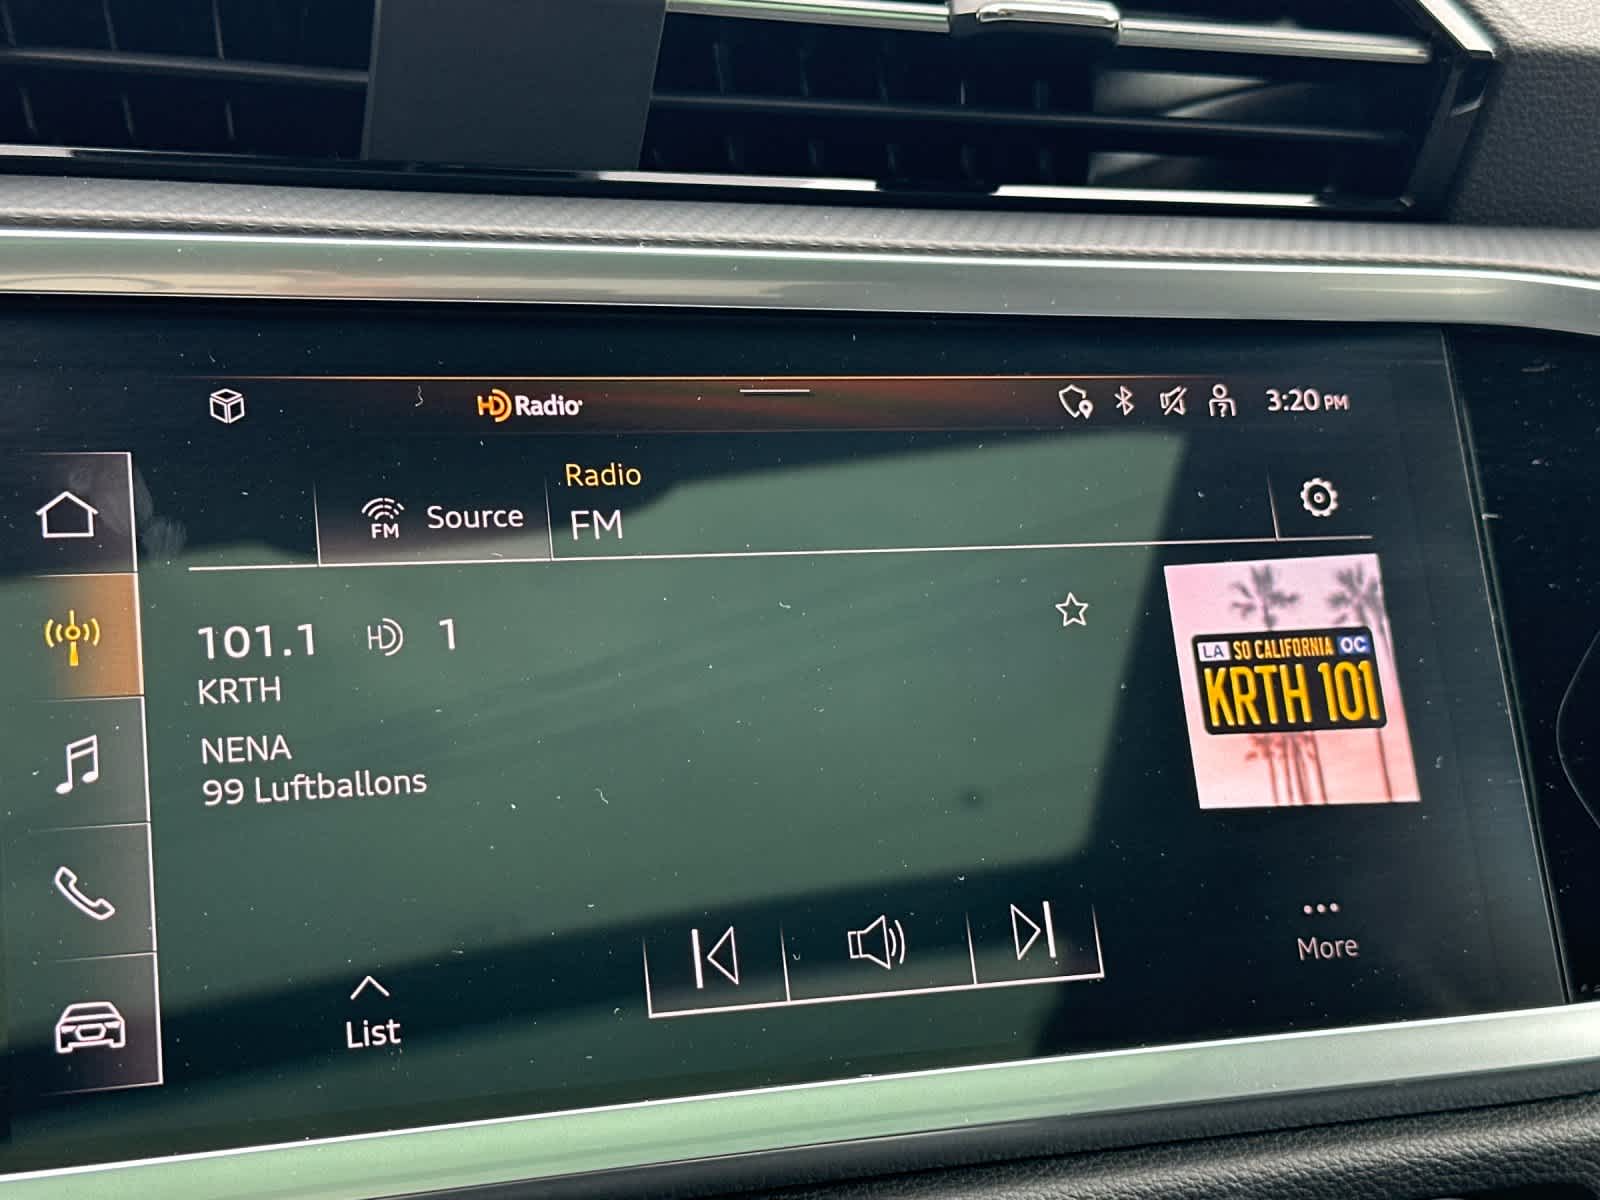 HD Radio
3:20 PM
FM
Source
Radio
FM
101.1 HD 1
KRTH
NENA
99 Luftballons
LA SO CALIFORNIA OC
KRTH 101
List
More